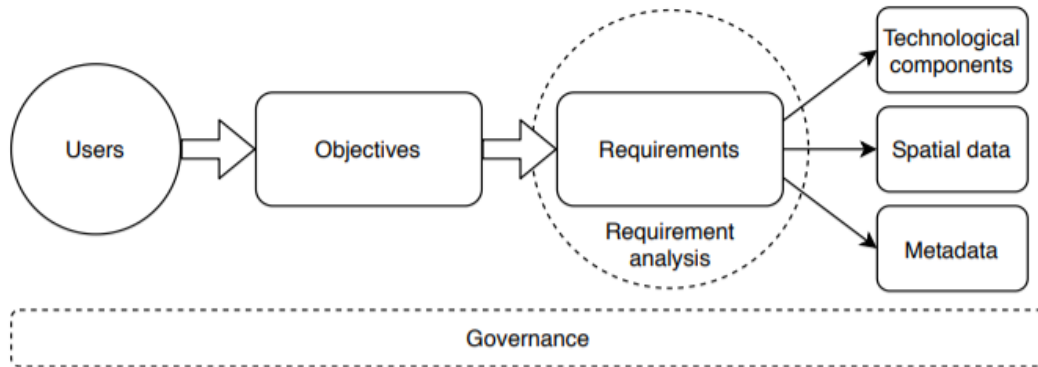 Users
Objectives
Requirements
Requirement
analysis
Technological
components
Spatial data
Metadata
Governance